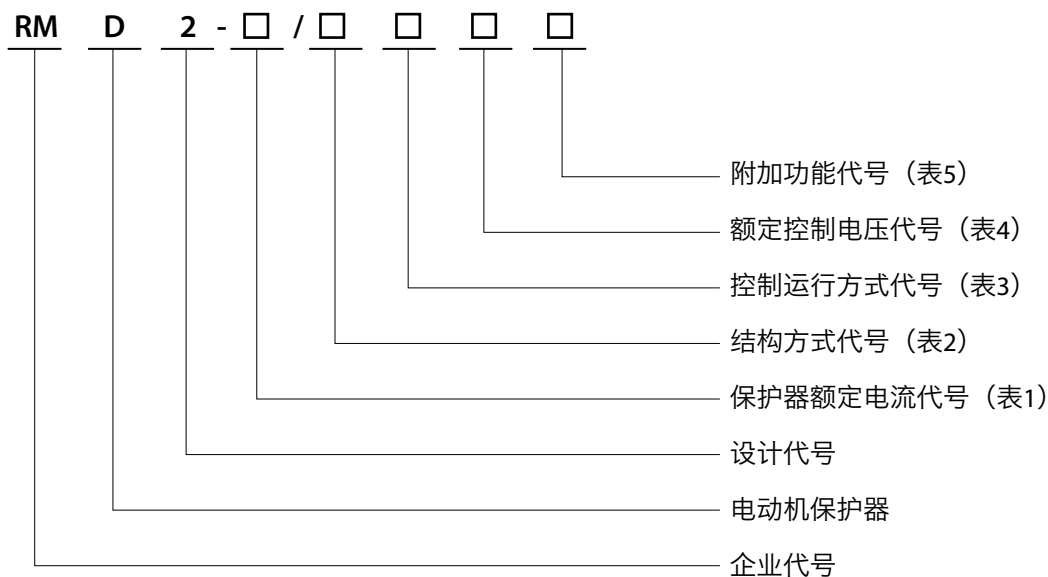 RM D 2 - □ / □ □ □ □
附加功能代号（表5）
额定控制电压代号（表4）
控制运行方式代号（表3）
结构方式代号（表2）
保护器额定电流代号（表1）
设计代号
电动机保护器
企业代号